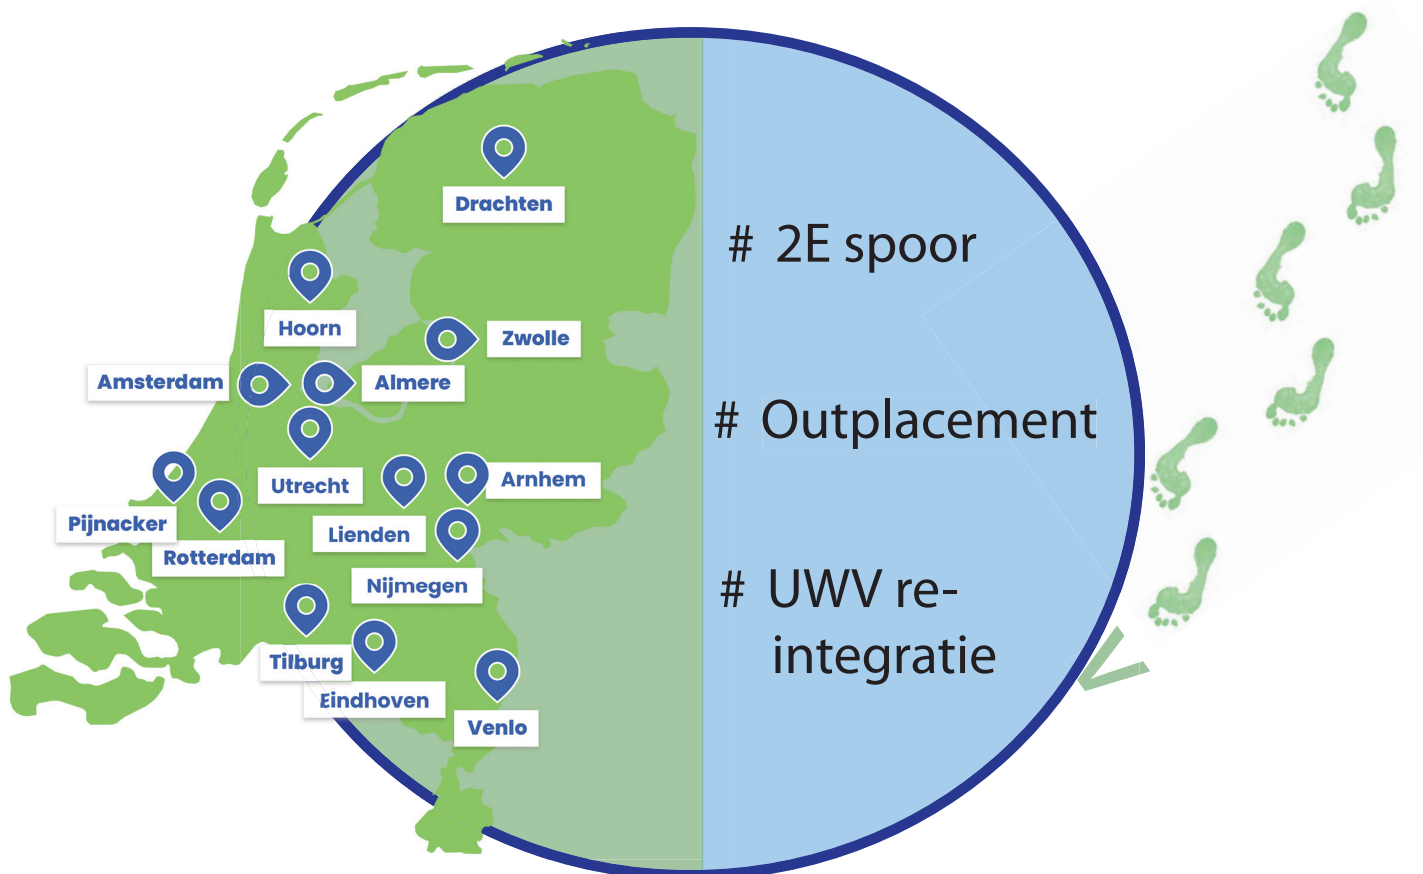 Drachten
Hoorn
Zwolle
Amsterdam
Almere
Utrecht
Arnhem
Pijnacker
Lienden
Rotterdam
Nijmegen
Tilburg
Eindhoven
Venlo
# 2E spoor
# Outplacement
# UWV re-
integratie